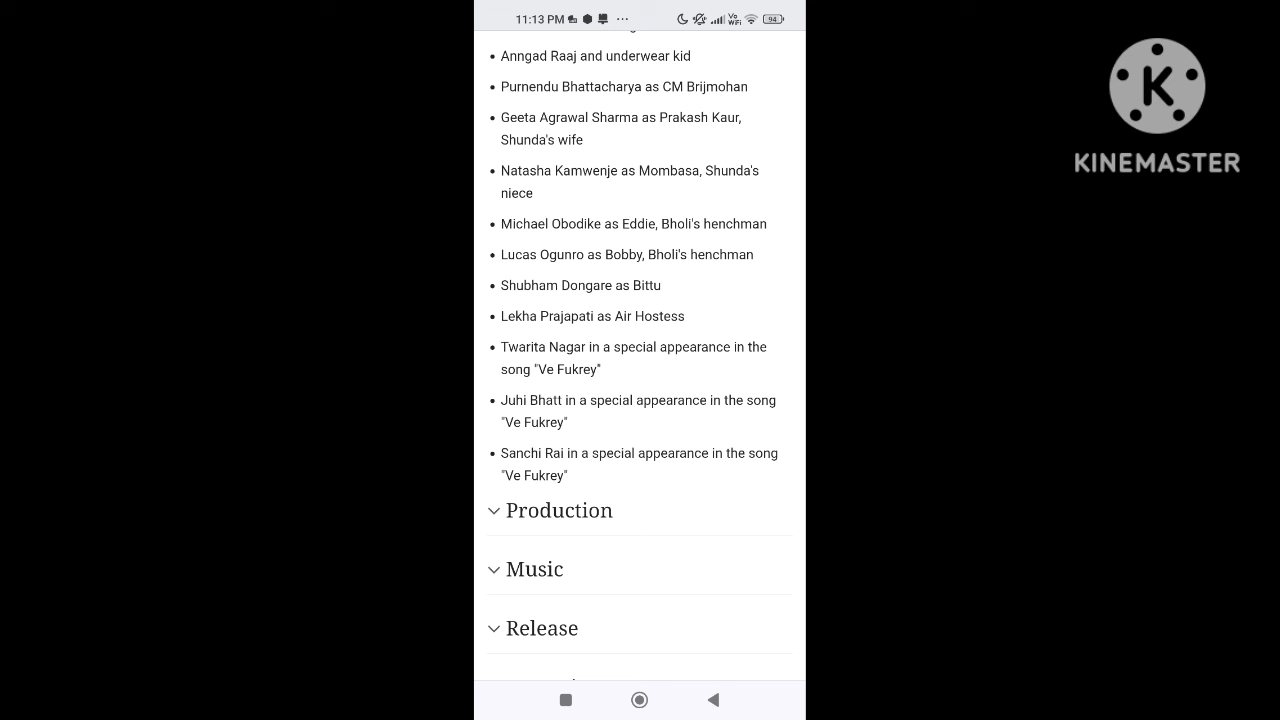 11:13 PM
Vo
WiFi
94
• Anngad Raaj and underwear kid
• Purnendu Bhattacharya as CM Brijmohan
• Geeta Agrawal Sharma as Prakash Kaur,
Shunda's wife
• Natasha Kamwenje as Mombasa, Shunda's
niece
• Michael Obodike as Eddie, Bholi's henchman
• Lucas Ogunro as Bobby, Bholi's henchman
• Shubham Dongare as Bittu
• Lekha Prajapati as Air Hostess
• Twarita Nagar in a special appearance in the
song "Ve Fukrey"
• Juhi Bhatt in a special appearance in the song
"Ve Fukrey"
• Sanchi Rai in a special appearance in the song
"Ve Fukrey"
Production
Music
Release
K
KINEMASTER